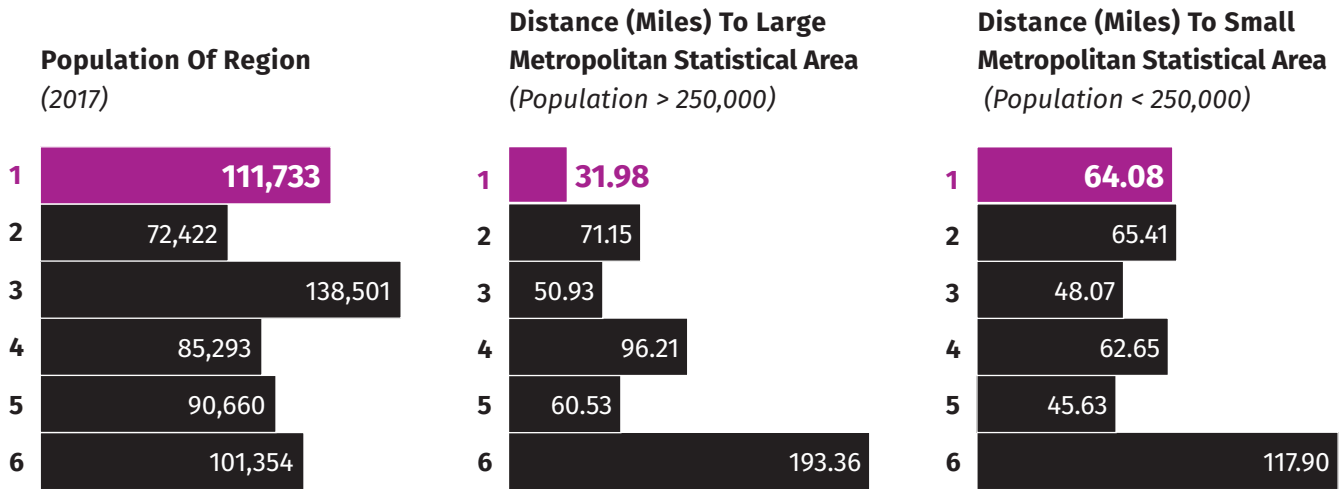 Population Of Region
(2017)
1 111,733
2 72,422
3 138,501
4 85,293
5 90,660
6 101,354
Distance (Miles) To Large
Metropolitan Statistical Area
(Population > 250,000)
1 31.98
2 71.15
3 50.93
4 96.21
5 60.53
6 193.36
Distance (Miles) To Small
Metropolitan Statistical Area
(Population < 250,000)
1 64.08
2 65.41
3 48.07
4 62.65
5 45.63
6 117.90